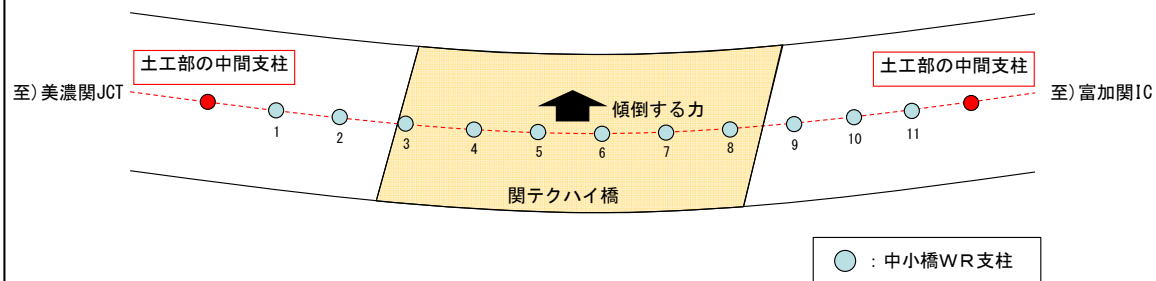 土工部の中間支柱
土工部の中間支柱
至)美濃関JCT
至)富加関IC
傾倒する力
1
2
3
4
5
6
7
8
9
10
11
関テクハイ橋
：中小橋ＷＲ支柱